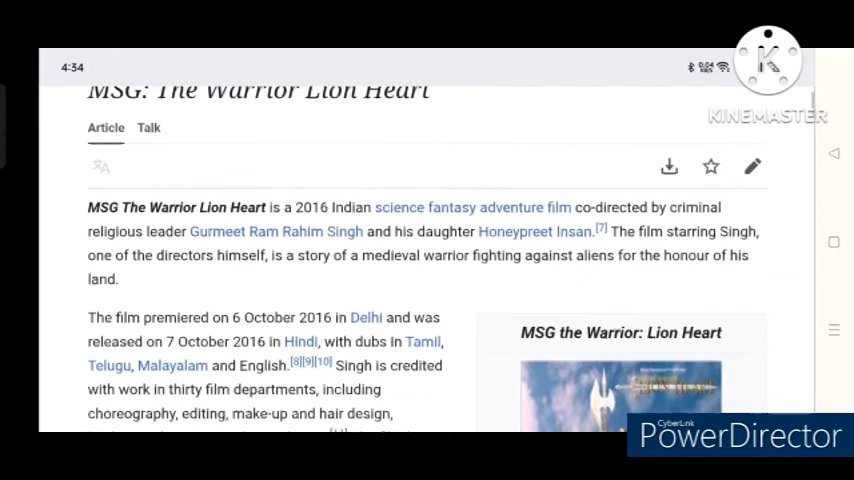 4:34
0.04
KINEMASTER
MSG: The Warrior Lion Heart
Article Talk
MSG The Warrior Lion Heart is a 2016 Indian science fantasy adventure film co-directed by criminal
religious leader Gurmeet Ram Rahim Singh and his daughter Honeypreet Insan.[7] The film starring Singh,
one of the directors himself, is a story of a medieval warrior fighting against aliens for the honour of his
land.
The film premiered on 6 October 2016 in Delhi and was
released on 7 October 2016 in Hindi, with dubs in Tamil,
Telugu, Malayalam and English.[8][9][10] Singh is credited
with work in thirty film departments, including
choreography, editing, make-up and hair design,
MSG the Warrior: Lion Heart
CyberLink
PowerDirector